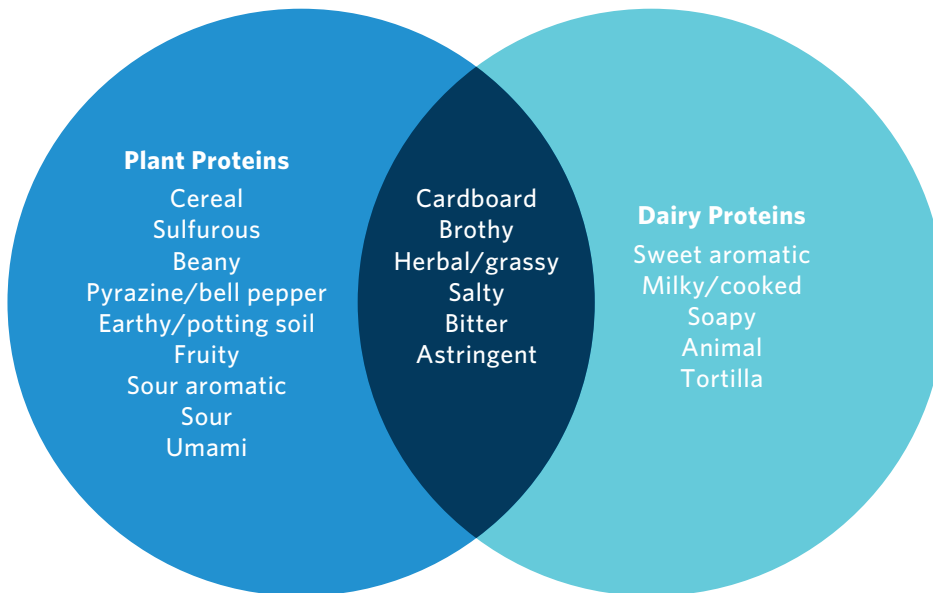 Plant Proteins
Cereal
Sulfurous
Beany
Pyrazine/bell pepper
Earthy/potting soil
Fruity
Sour aromatic
Sour
Umami
Cardboard
Brothy
Herbal/grassy
Salty
Bitter
Astringent
Dairy Proteins
Sweet aromatic
Milky/cooked
Soapy
Animal
Tortilla